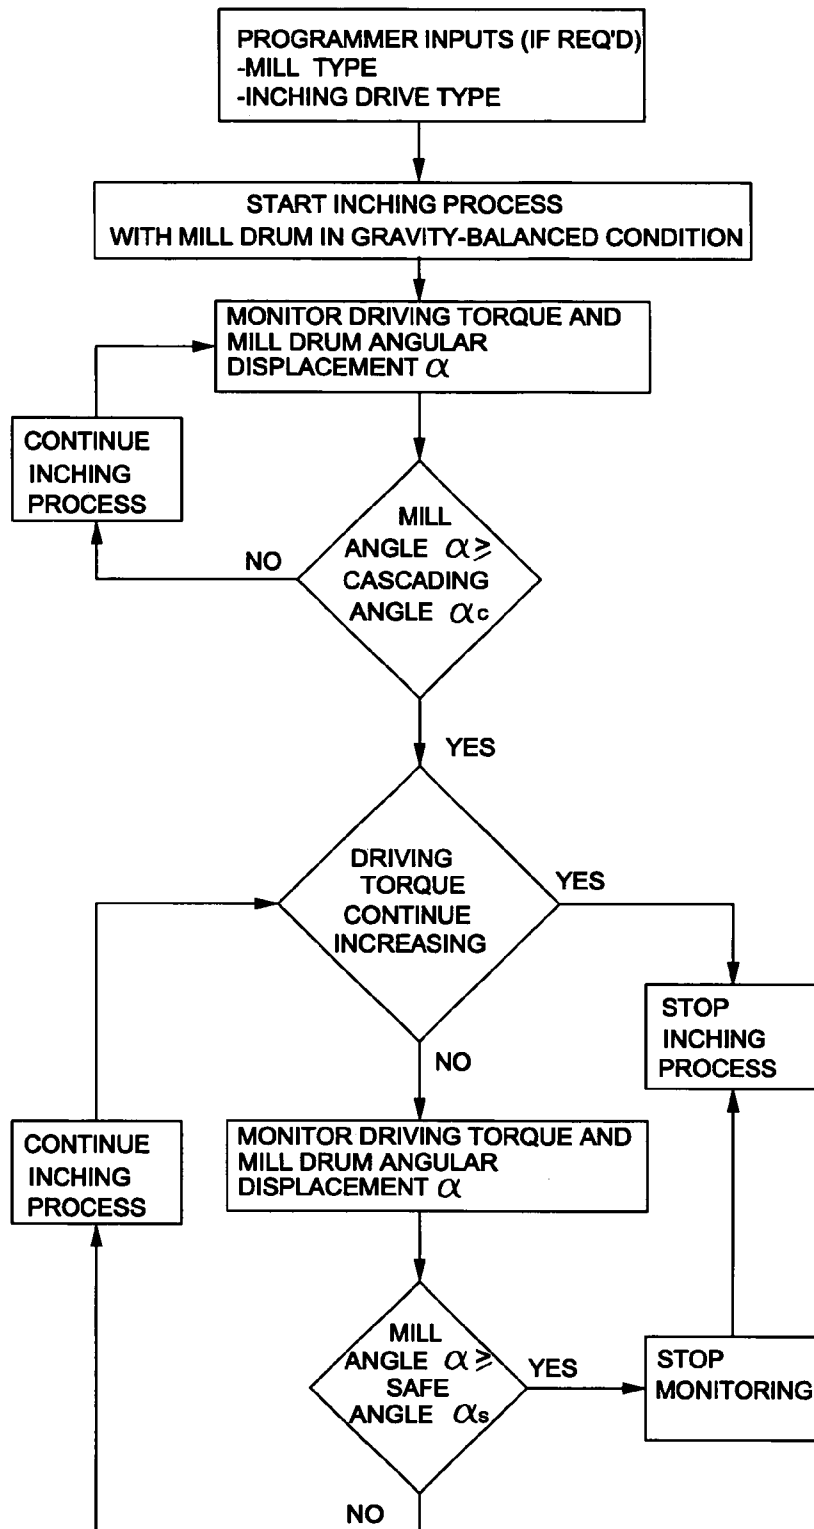 PROGRAMMER INPUTS (IF REQ'D)
-MILL TYPE
-INCHING DRIVE TYPE
START INCHING PROCESS
WITH MILL DRUM IN GRAVITY-BALANCED CONDITION
MONITOR DRIVING TORQUE AND
MILL DRUM ANGULAR
DISPLACEMENT α
CONTINUE
INCHING
PROCESS
MILL
ANGLE α ≥
CASCADING
ANGLE αc
NO
YES
DRIVING
TORQUE
CONTINUE
INCREASING
YES
STOP
INCHING
PROCESS
NO
MONITOR DRIVING TORQUE AND
MILL DRUM ANGULAR
DISPLACEMENT α
CONTINUE
INCHING
PROCESS
MILL
ANGLE α ≥
SAFE
ANGLE αs
YES
STOP
MONITORING
NO